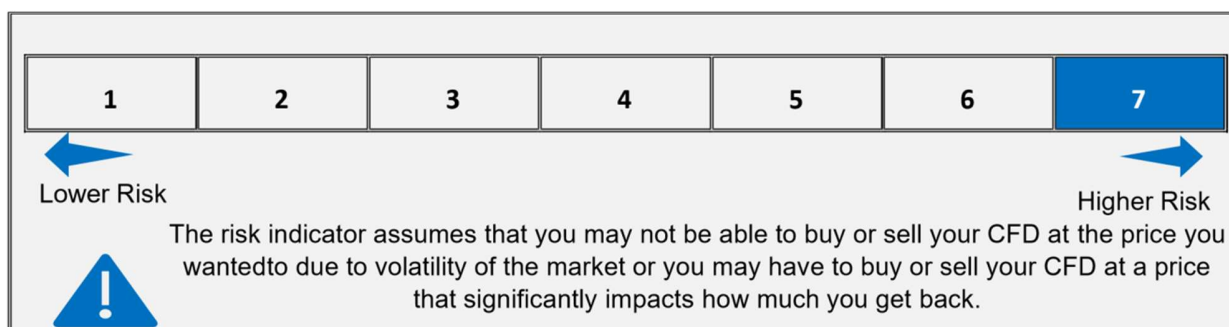 1 2 3 4 5 6 7
Lower Risk
Higher Risk
The risk indicator assumes that you may not be able to buy or sell your CFD at the price you
wantedto due to volatility of the market or you may have to buy or sell your CFD at a price
that significantly impacts how much you get back.
!